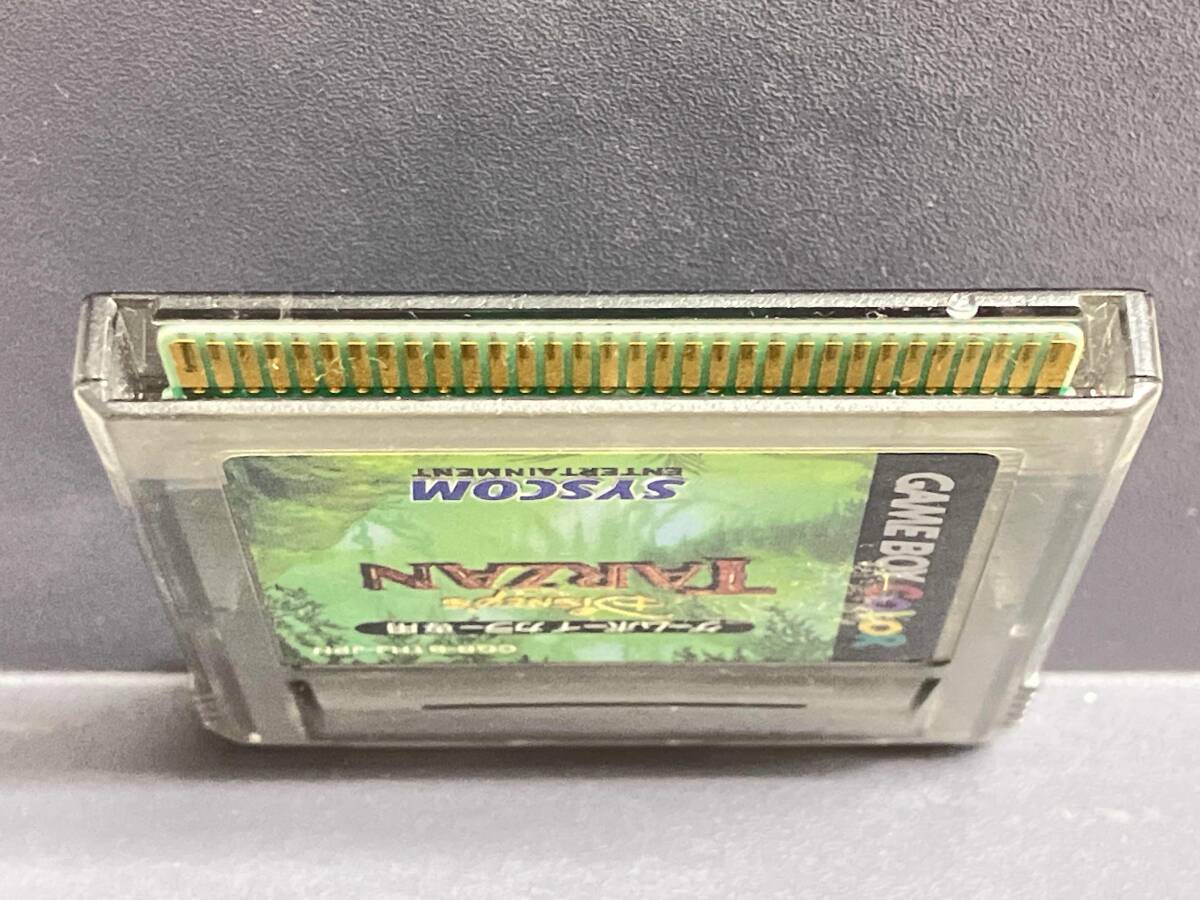 CGB-BTHJ-JPN
ゲームボーイカラー専用
Disney's
TARZAN
SYSCOM
ENTERTAINMENT
GAME BOY COLOR